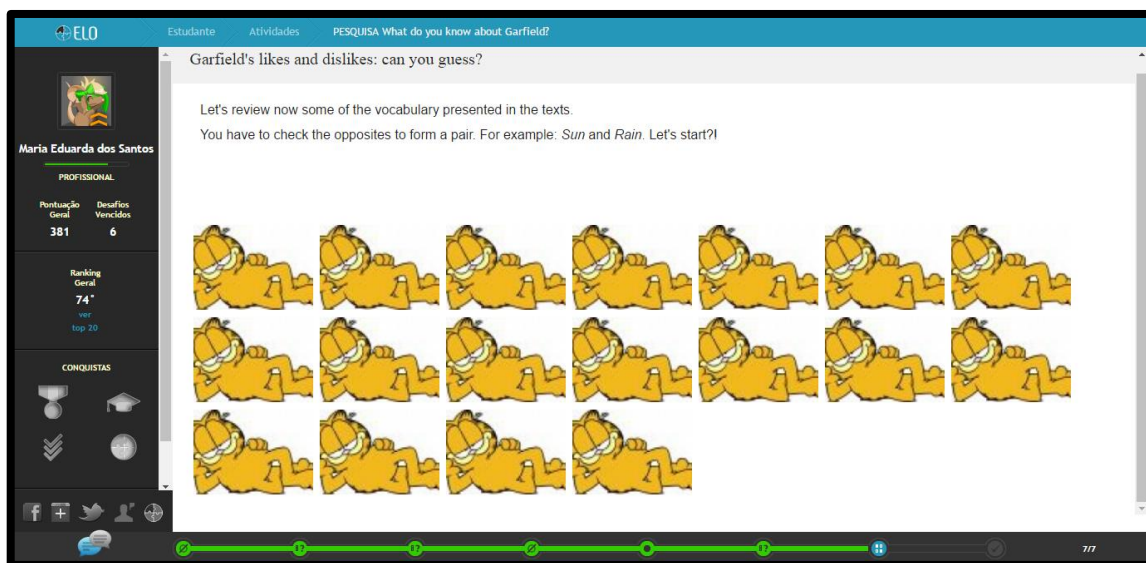 ELO
Estudante
Atividades
PESQUISA What do you know about Garfield?
Garfield's likes and dislikes: can you guess?
Let's review now some of the vocabulary presented in the texts.
You have to check the opposites to form a pair. For example: Sun and Rain. Let's start?!
Maria Eduarda dos Santos
PROFISSIONAL
Pontuação Geral
Desafios Vencidos
381
6
Ranking
Geral
74°
ver
top 20
CONQUISTAS
7/7